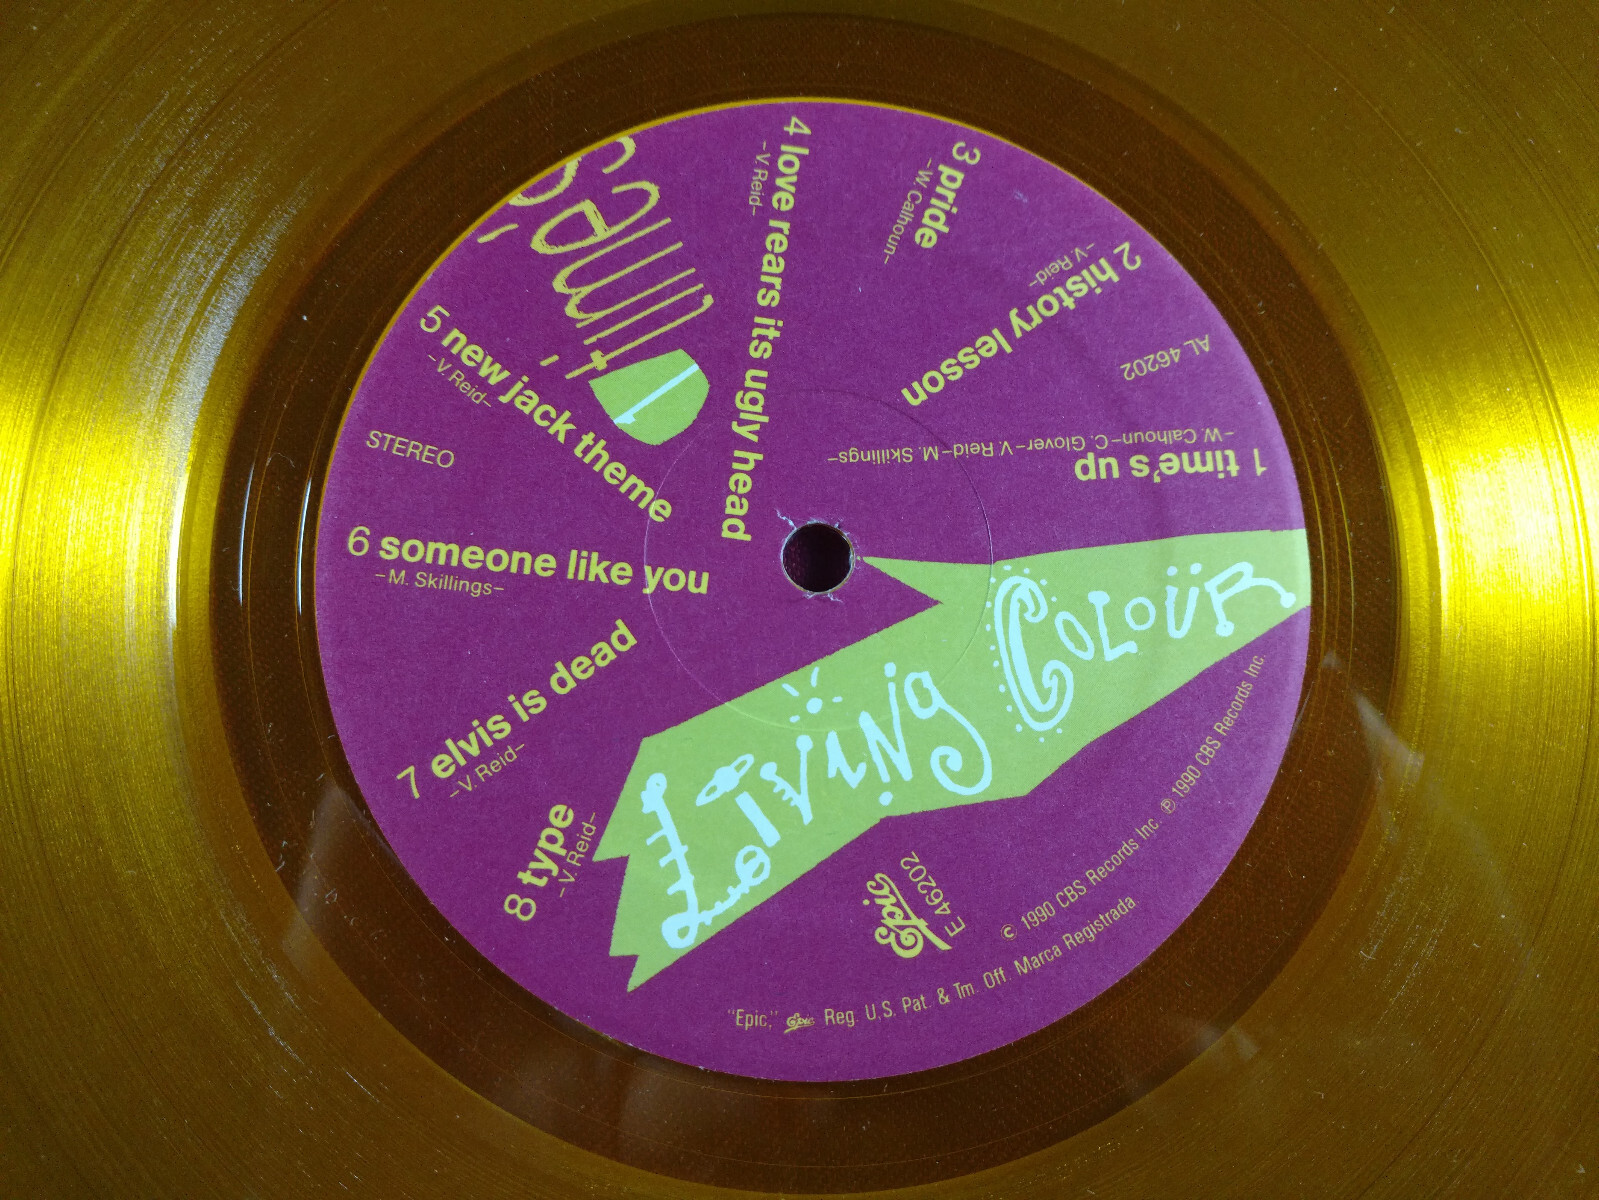 Living Colour
1 time's up
-W. Calhoun-C. Glover-V. Reid-M. Skillings-
AL 46202
2 history lesson
-V. Reid-
3 pride
-W. Calhoun-
4 love rears its ugly head
-V. Reid-
time's
1
5 new jack theme
-V. Reid-
STEREO
6 someone like you
-M. Skillings-
7 elvis is dead
-V. Reid-
8 type
-V. Reid-
Epic
E 46202
© 1990 CBS Records Inc. ℗ 1990 CBS Records Inc.
"Epic," Epic Reg. U.S. Pat. & Tm. Off. Marca Registrada